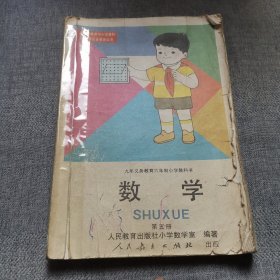 九年义务教育六年制小学教科书
数 学
SHUXUE
第五册
人民教育出版社小学数学室 编著
人民教育出版社 出版